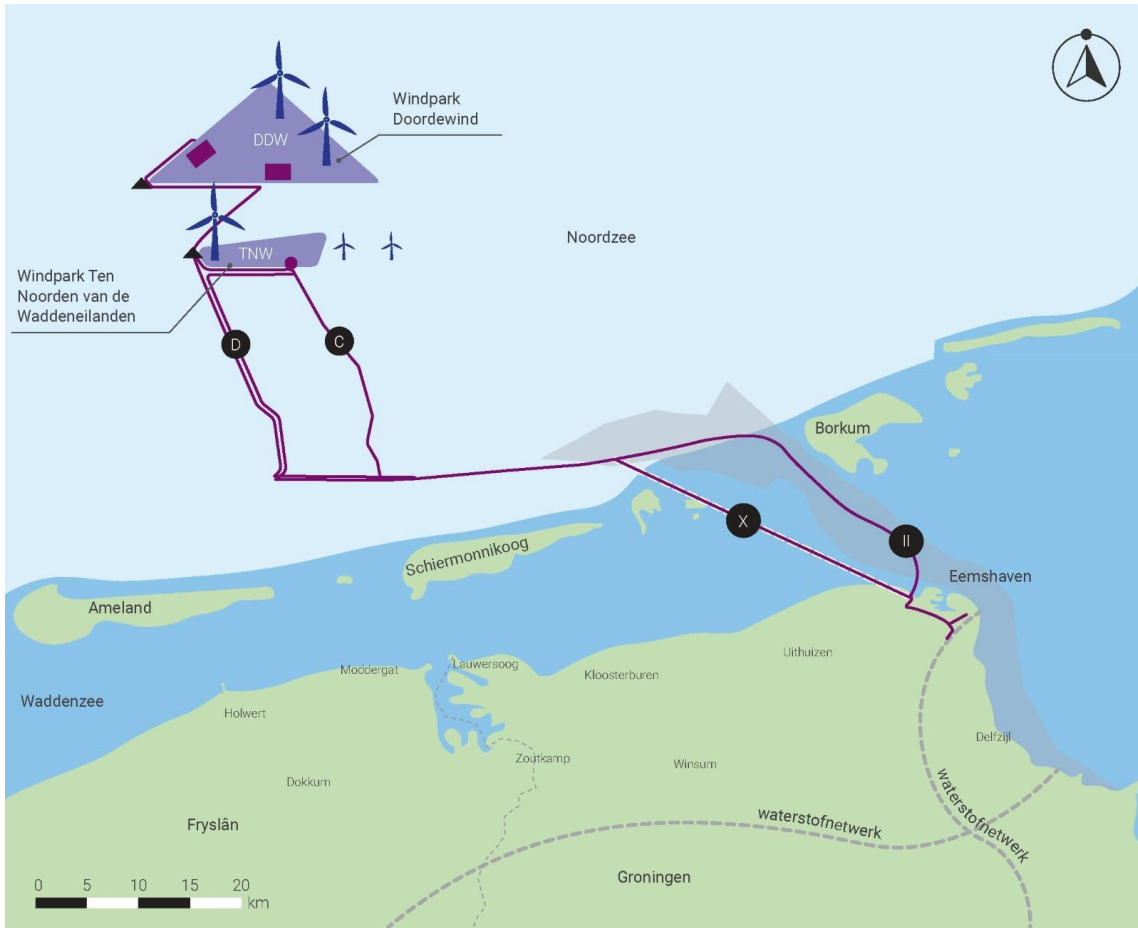 Windpark
Doordewind
DDW
Noordzee
TNW
Windpark Ten
Noorden van de
Waddeneilanden
D
C
Borkum
X
II
Schiermonnikoog
Eemshaven
Ameland
Uithuizen
Moddergat
Lauwersoog
Kloosterburen
Waddenzee
Holwert
Delfzijl
Zoutkamp
Winsum
Dokkum
waterstofnetwerk
waterstofnetwerk
Fryslân
Groningen
0 5 10 15 20
km